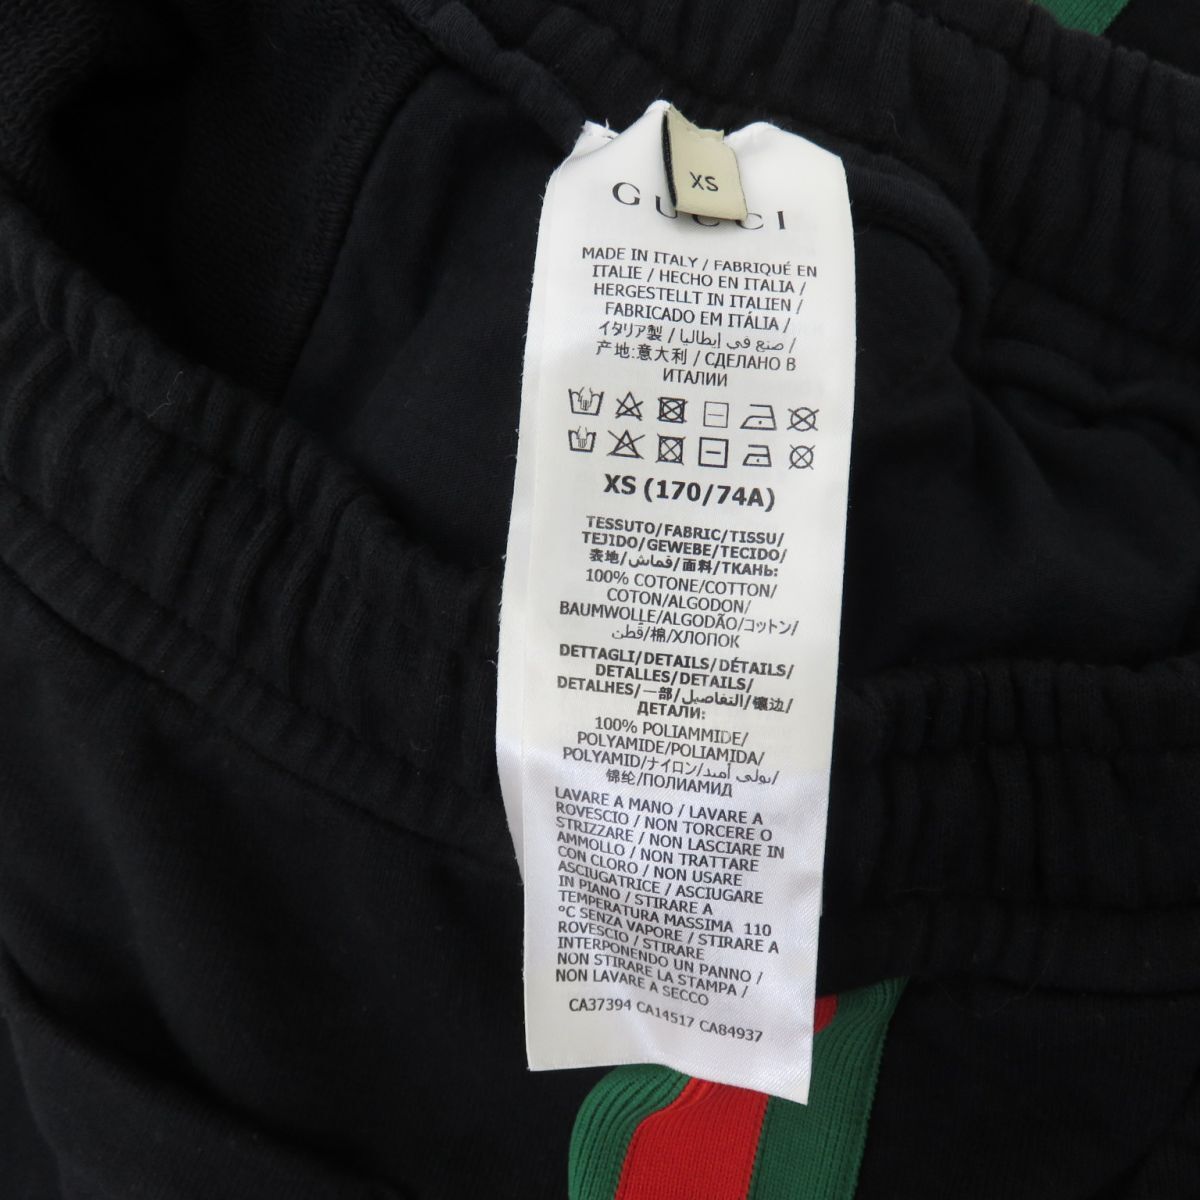 XS
GUCCI
MADE IN ITALY / FABRIQUÉ EN
ITALIE / HECHO EN ITALIA /
HERGESTELLT IN ITALIEN /
FABRICADO EM ITÁLIA /
イタリア製 / صنع في إيطاليا /
产地:意大利 / СДЕЛАНО В
ИТАЛИИ
XS (170/74A)
TESSUTO/FABRIC/TISSU/
TEJIDO/GEWEBE/TECIDO/
表地/قماش/面料/ТКАНЬ:
100% COTONE/COTTON/
COTON/ALGODON/
BAUMWOLLE/ALGODÃO/コットン/
قطن/棉/ХЛОПОК
DETTAGLI/DETAILS/DÉTAILS/
DETALLES/DETAILS/
DETALHES/一部/التفاصيل/镶边/
ДЕТАЛИ:
100% POLIAMMIDE/
POLYAMIDE/POLIAMIDA/
POLYAMID/ナイロン/بولي أميد/
锦纶/ПОЛИАМИД
LAVARE A MANO / LAVARE A
ROVESCIO / NON TORCERE O
STRIZZARE / NON LASCIARE IN
AMMOLLO / NON TRATTARE
CON CLORO / NON USARE
ASCIUGATRICE / ASCIUGARE
IN PIANO / STIRARE A
TEMPERATURA MASSIMA 110
°C SENZA VAPORE / STIRARE A
ROVESCIO / STIRARE
INTERPONENDO UN PANNO /
NON STIRARE LA STAMPA /
NON LAVARE A SECCO
CA37394 CA14517 CA84937